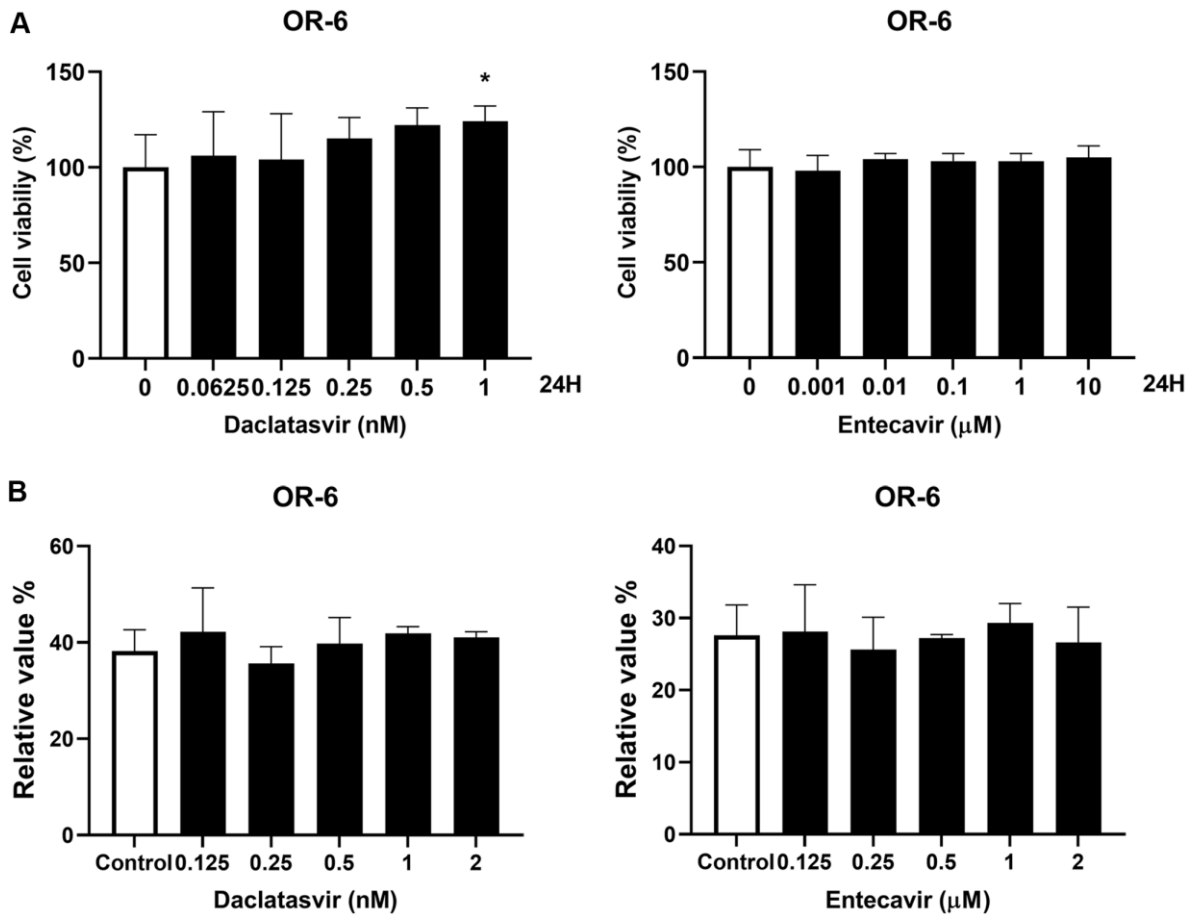 A
OR-6
Cell viabiliy (%)
150
100
50
0
*
0 0.0625 0.125 0.25 0.5 1 24H
Daclatasvir (nM)
OR-6
Cell viability (%)
150
100
50
0
0 0.001 0.01 0.1 1 10 24H
Entecavir (μM)
B
OR-6
Relative value %
60
40
20
0
Control 0.125 0.25 0.5 1 2
Daclatasvir (nM)
OR-6
Relative value %
40
30
20
10
0
Control 0.125 0.25 0.5 1 2
Entecavir (μM)